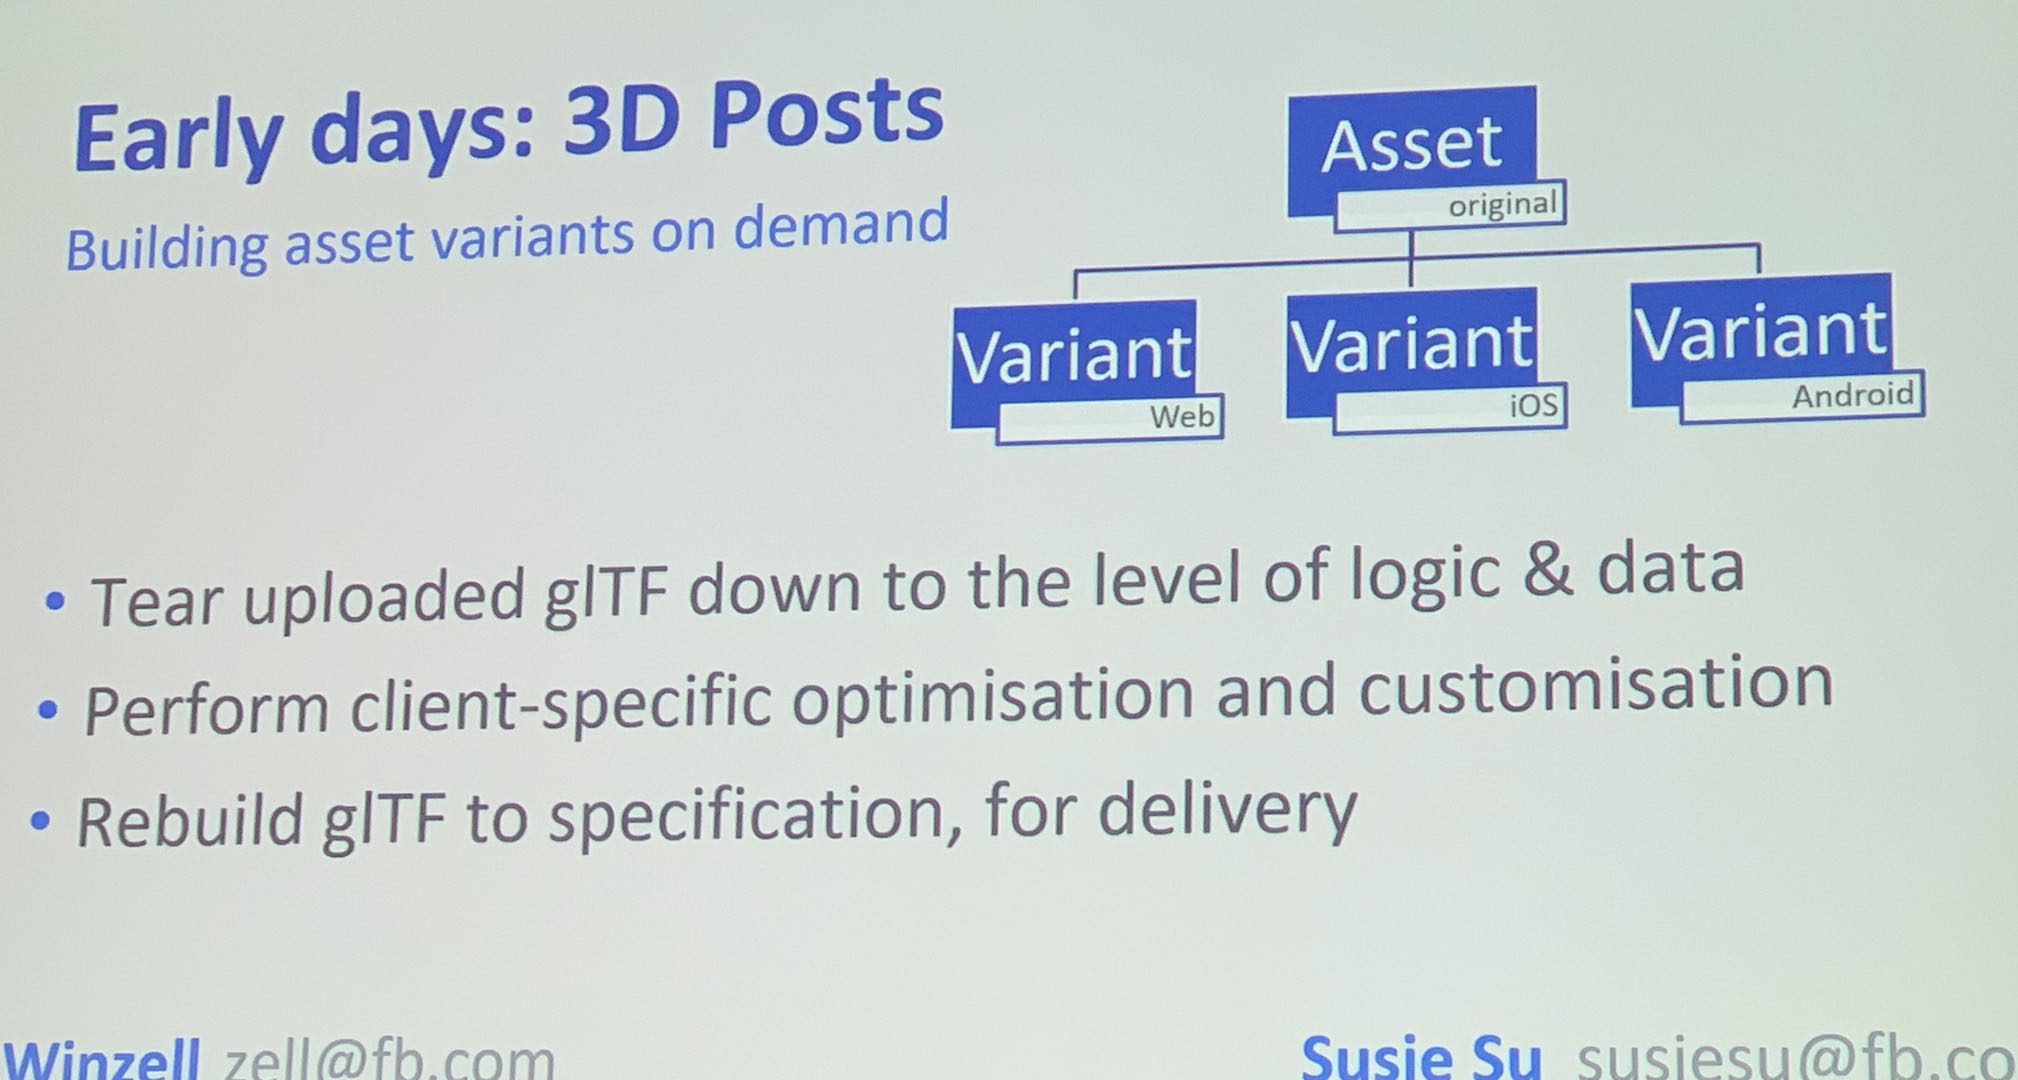 Early days: 3D Posts
Building asset variants on demand
Asset
original
Variant
Web
Variant
iOS
Variant
Android
• Tear uploaded glTF down to the level of logic & data
• Perform client-specific optimisation and customisation
• Rebuild glTF to specification, for delivery
Winzell zell@fb.com
Susie Su susiesu@fb.co